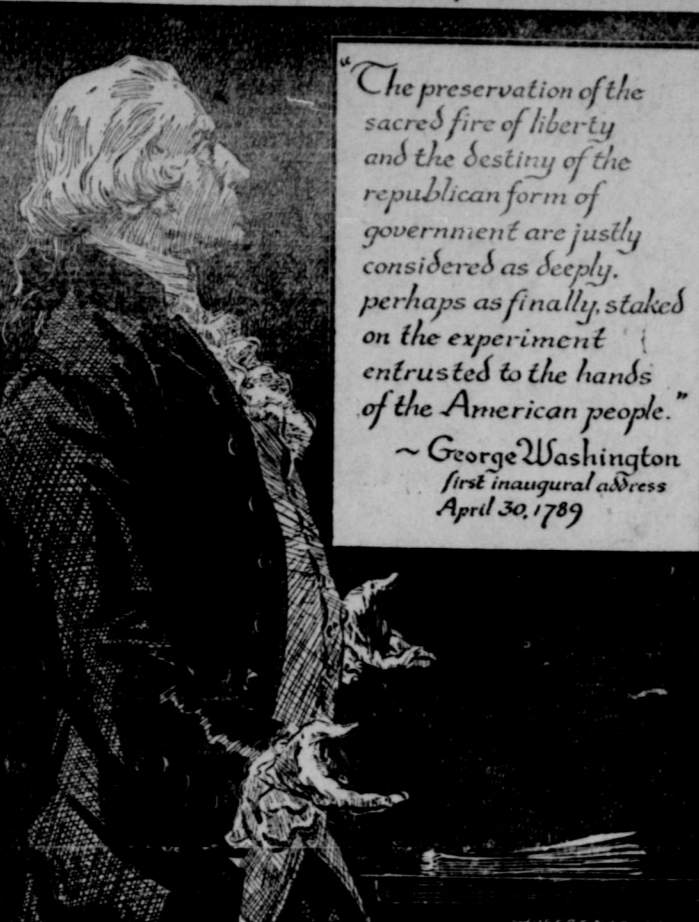 “The preservation of the
sacred fire of liberty
and the destiny of the
republican form of
government are justly
considered as deeply,
perhaps as finally, staked
on the experiment
entrusted to the hands
of the American people.”
~ George Washington
first inaugural address
April 30, 1789